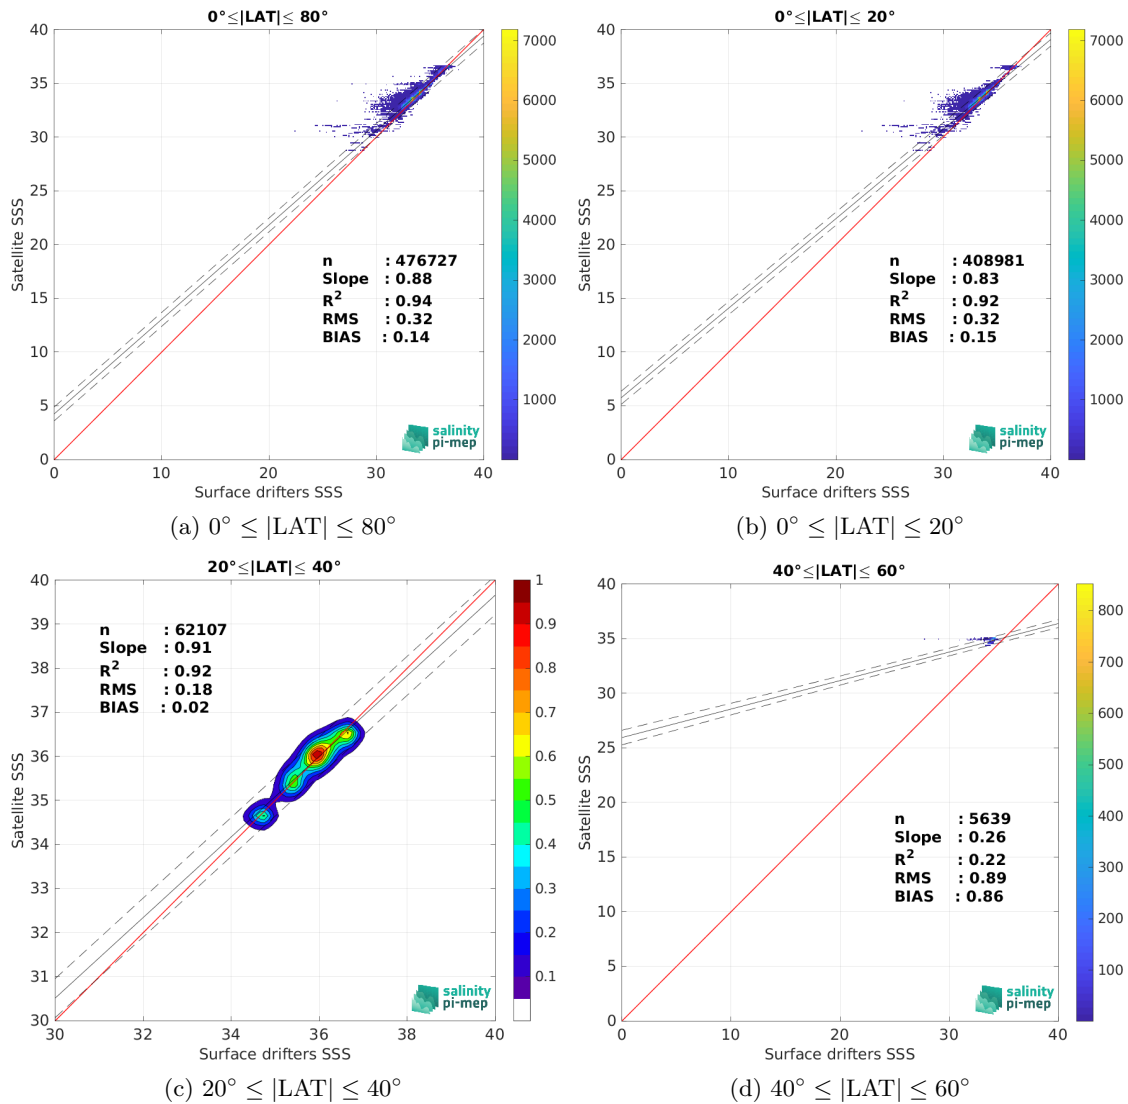 0°≤|LAT|≤ 80°
40
35
30
25
20
15
10
5
0
Satellite SSS
0 10 20 30 40
Surface drifters SSS
n : 476727
Slope : 0.88
R² : 0.94
RMS : 0.32
BIAS : 0.14
salinity
pi-mep
7000
6000
5000
4000
3000
2000
1000
(a) 0° ≤ |LAT| ≤ 80°
0°≤|LAT|≤ 20°
40
35
30
25
20
15
10
5
0
Satellite SSS
0 10 20 30 40
Surface drifters SSS
n : 408981
Slope : 0.83
R² : 0.92
RMS : 0.32
BIAS : 0.15
salinity
pi-mep
7000
6000
5000
4000
3000
2000
1000
(b) 0° ≤ |LAT| ≤ 20°
20°≤|LAT|≤ 40°
40
39
38
37
36
35
34
33
32
31
30
Satellite SSS
30 32 34 36 38 40
Surface drifters SSS
n : 62107
Slope : 0.91
R² : 0.92
RMS : 0.18
BIAS : 0.02
salinity
pi-mep
1
0.9
0.8
0.7
0.6
0.5
0.4
0.3
0.2
0.1
(c) 20° ≤ |LAT| ≤ 40°
40°≤|LAT|≤ 60°
40
35
30
25
20
15
10
5
0
Satellite SSS
0 10 20 30 40
Surface drifters SSS
n : 5639
Slope : 0.26
R² : 0.22
RMS : 0.89
BIAS : 0.86
salinity
pi-mep
800
700
600
500
400
300
200
100
(d) 40° ≤ |LAT| ≤ 60°